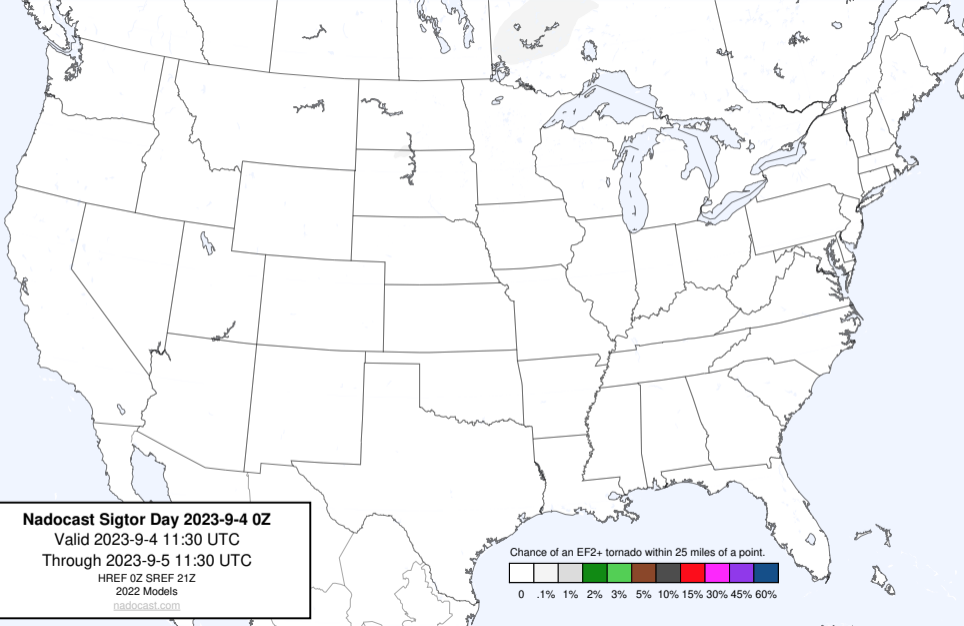 Nadocast Sigtor Day 2023-9-4 0Z
Valid 2023-9-4 11:30 UTC
Through 2023-9-5 11:30 UTC
HREF 0Z SREF 21Z
2022 Models
nadocast.com
Chance of an EF2+ tornado within 25 miles of a point.
0 .1% 1% 2% 3% 5% 10% 15% 30% 45% 60%